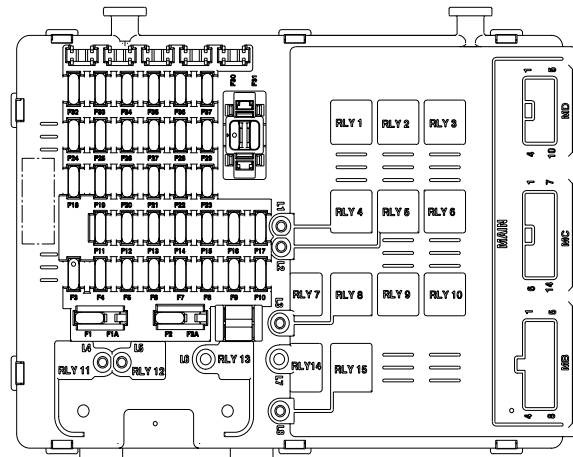 F30 F31
F32 F33 F34 F35 F36 F37
RLY 1 RLY 2 RLY 3
1 5
MD
4 10
F24 F25 F26 F27 F28 F29
F18 F19 F20 F21 F22 F23
L1
RLY 4 RLY 5 RLY 6
MAIN
1 7
MC
6 14
F11 F12 F13 F14 F15 F16 F17
L2
F3 F4 F5 F6 F7 F8 F9 F10
L3
RLY 7 RLY 8 RLY 9 RLY 10
F1 F1A F2 F2A
1
MB
4
L4 L5 L6
RLY 11 RLY 12 RLY 13
L7
RLY14 RLY 15